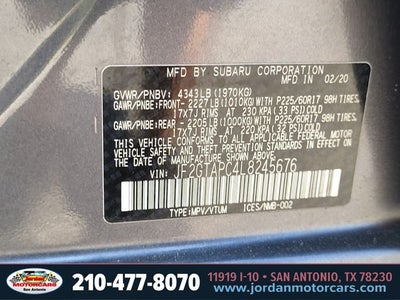 MFD BY SUBARU CORPORATION
02/20
GVWR/PNBV: 4343LB(1970KG)
GAWR/PNBE:FRONT- 2227LB(1010KG)WITH P225/60R17 98H TIRES,
17X7J RIMS AT 230 KPA( 33 PSI)COLD
GAWR/PNBE:REAR - 2205LB(1000KG)WITH P225/60R17 98H TIRES,
17X7J RIMS AT 220 KPA( 32 PSI)COLD
THIS VEHICLE CONFORMS TO ALL APPLICABLE
FEDERAL MOTOR VEHICLE SAFETY, BUMPER, AND
THEFT PREVENTION STANDARDS IN EFFECT ON THE
DATE OF MANUFACTURE SHOWN ABOVE.
VIN: JF2GTAPC4L8245676
TYPE:MPV/VTUM ICES/NMB-002
Jordan
MOTORCARS
210-477-8070
11919 I-10 • SAN ANTONIO, TX 78230
www.jordanmotorcars.com